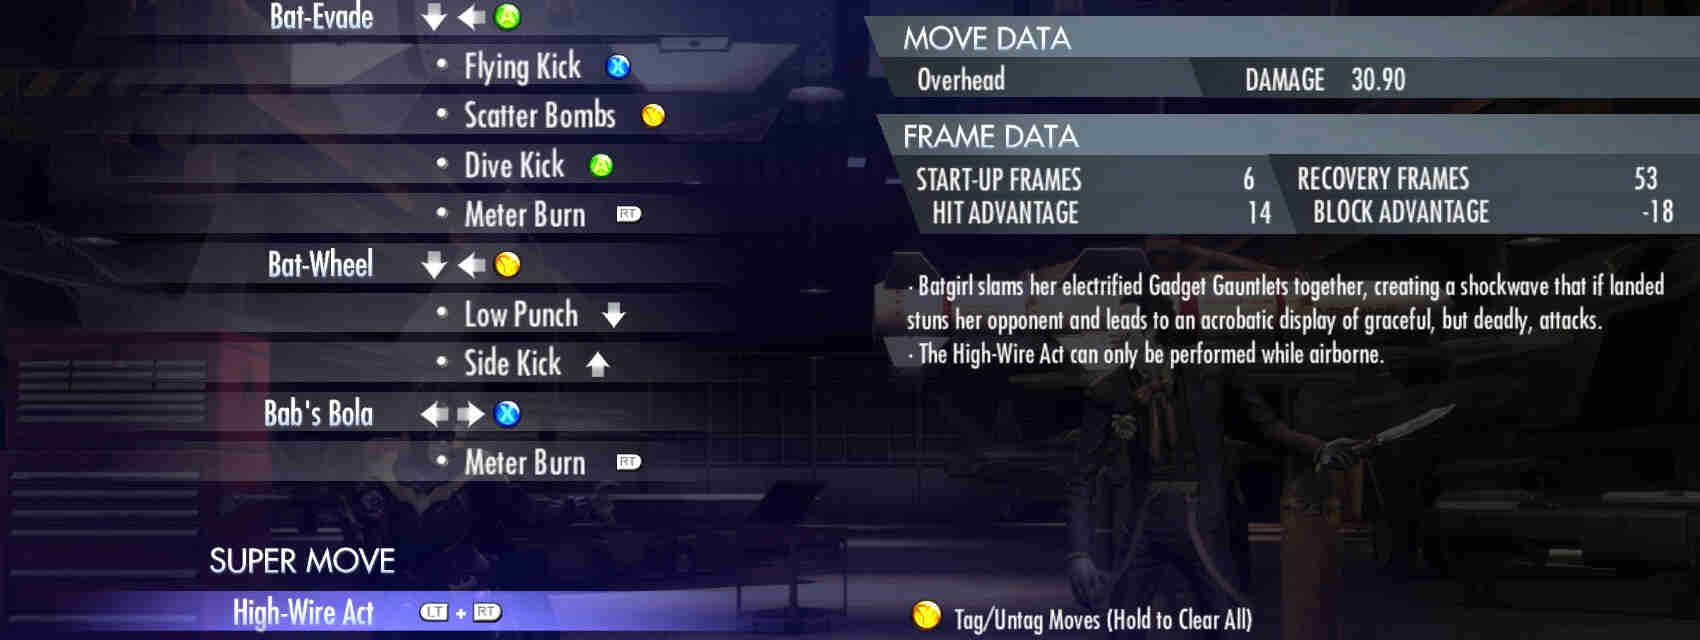 Bat-Evade A
• Flying Kick X
• Scatter Bombs Y
• Dive Kick A
• Meter Burn RT
Bat-Wheel Y
• Low Punch
• Side Kick
Bab's Bola X
• Meter Burn RT
SUPER MOVE
High-Wire Act LT + RT
MOVE DATA
Overhead DAMAGE 30.90
FRAME DATA
START-UP FRAMES 6 RECOVERY FRAMES 53
HIT ADVANTAGE 14 BLOCK ADVANTAGE -18
· Batgirl slams her electrified Gadget Gauntlets together, creating a shockwave that if landed
stuns her opponent and leads to an acrobatic display of graceful, but deadly, attacks.
· The High-Wire Act can only be performed while airborne.
Y Tag/Untag Moves (Hold to Clear All)